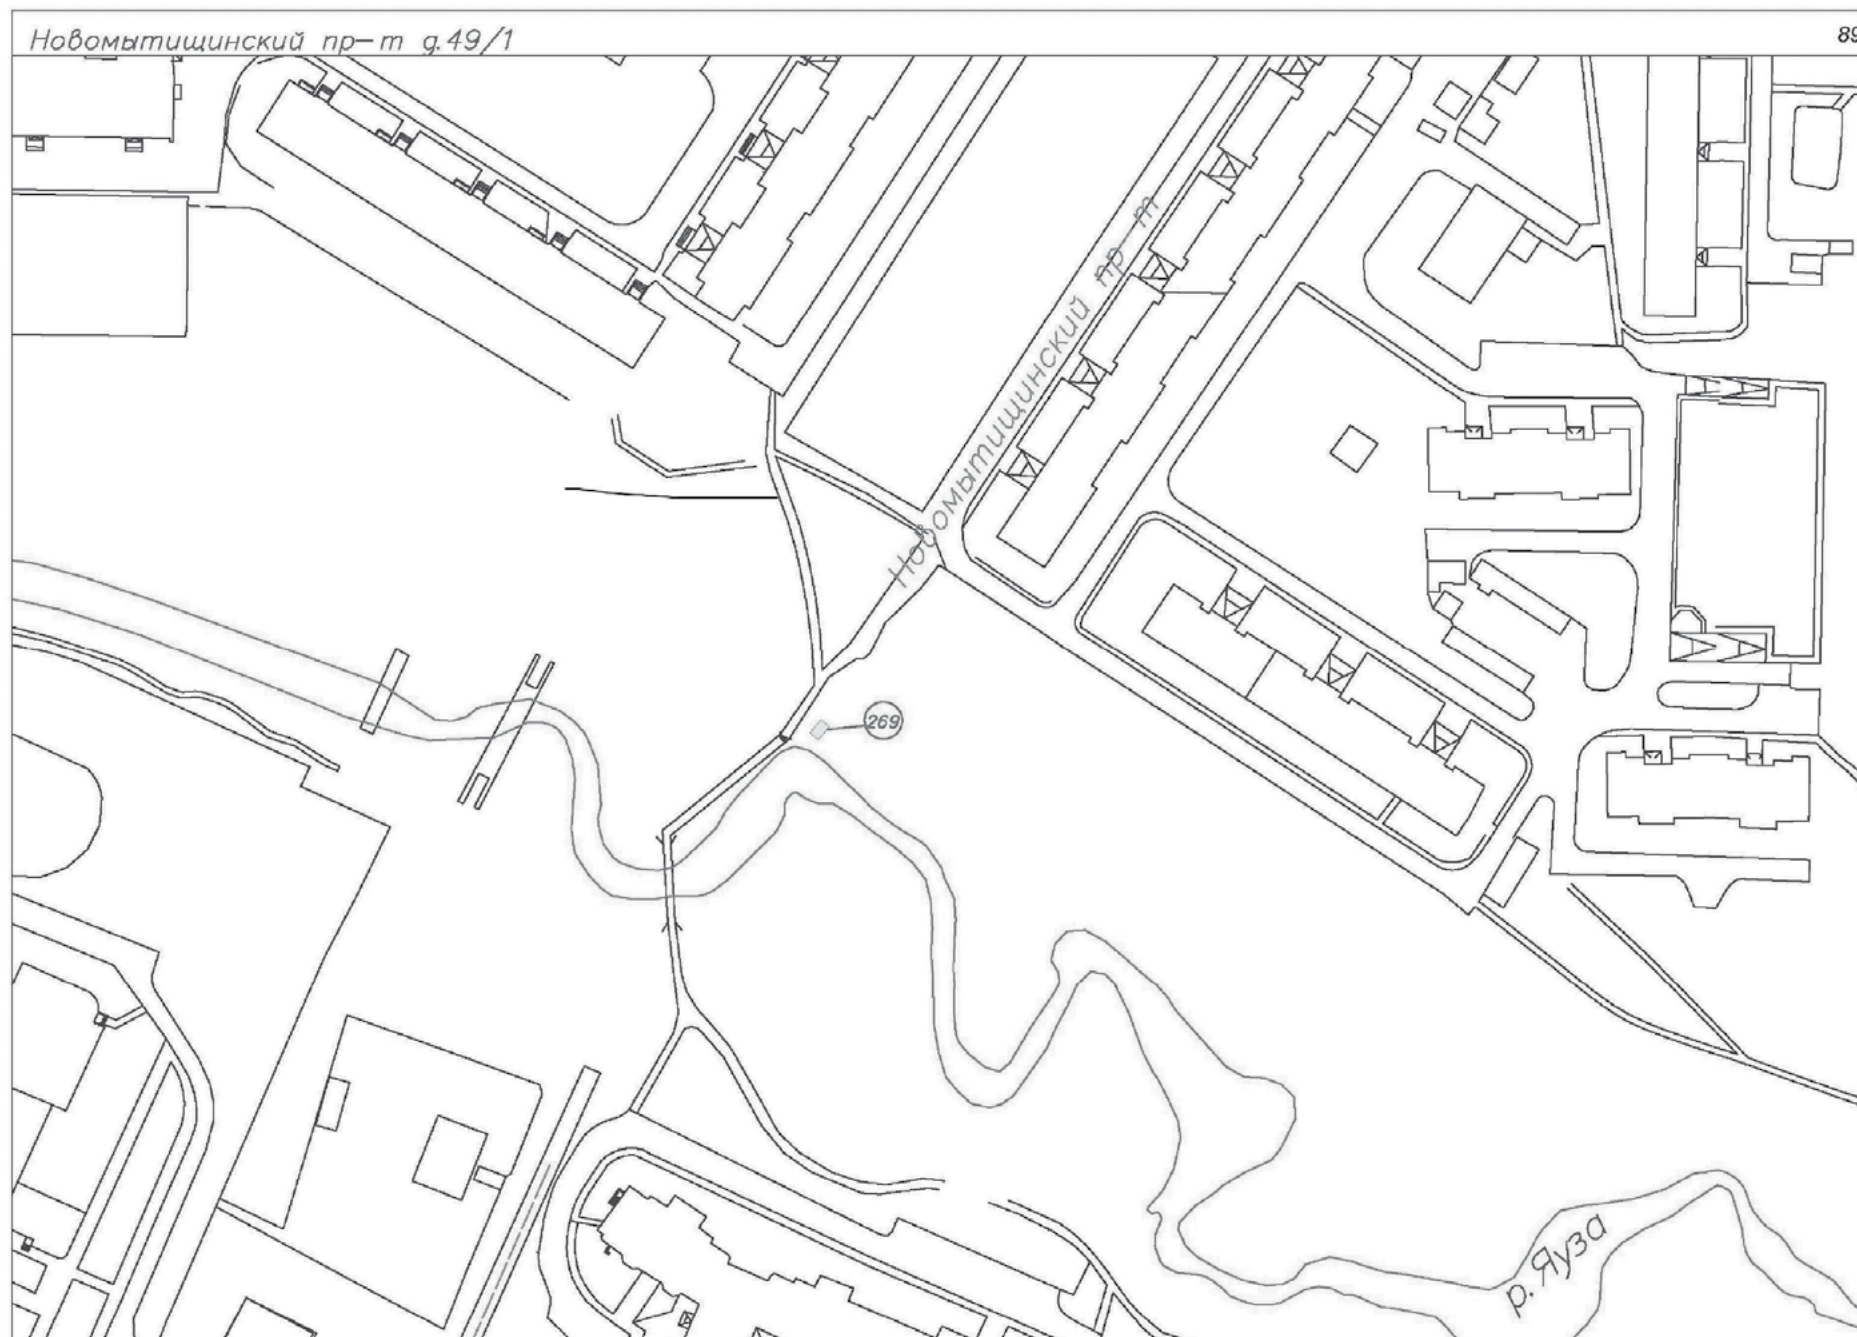 Новомытищинский пр-т д.49/1
89
Новомытищинский пр т
269
р. Яуза